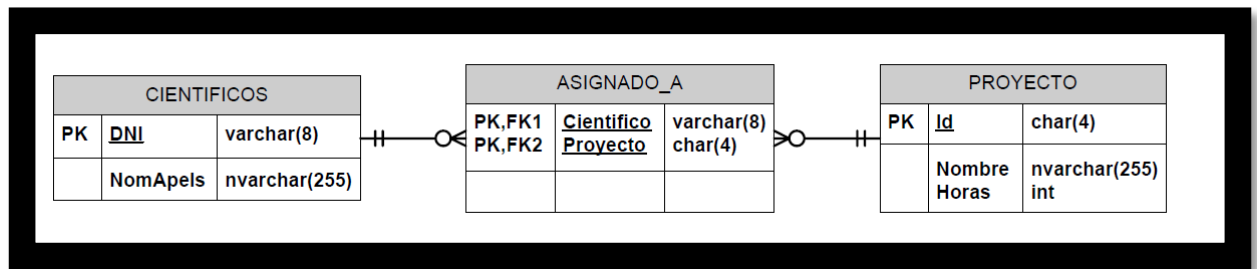 CIENTIFICOS
PK DNI varchar(8)
NomApels nvarchar(255)
ASIGNADO_A
PK,FK1 Cientifico varchar(8)
PK,FK2 Proyecto char(4)
PROYECTO
PK Id char(4)
Nombre nvarchar(255)
Horas int